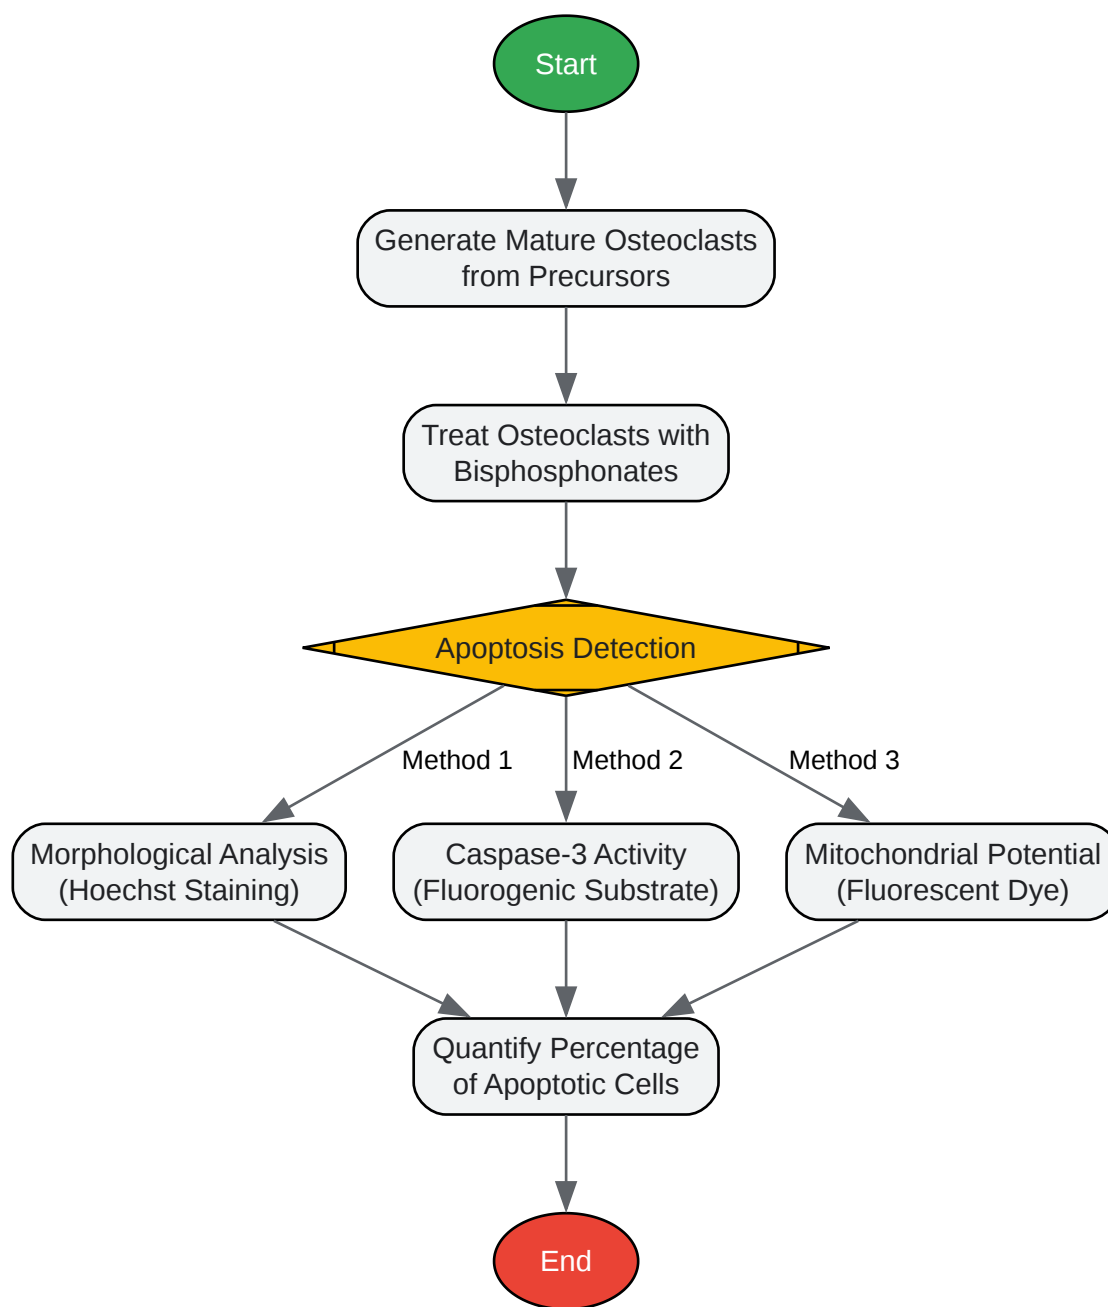 Start
Generate Mature Osteoclasts
from Precursors
Treat Osteoclasts with
Bisphosphonates
Apoptosis Detection
Method 1
Method 2
Method 3
Morphological Analysis
(Hoechst Staining)
Caspase-3 Activity
(Fluorogenic Substrate)
Mitochondrial Potential
(Fluorescent Dye)
Quantify Percentage
of Apoptotic Cells
End